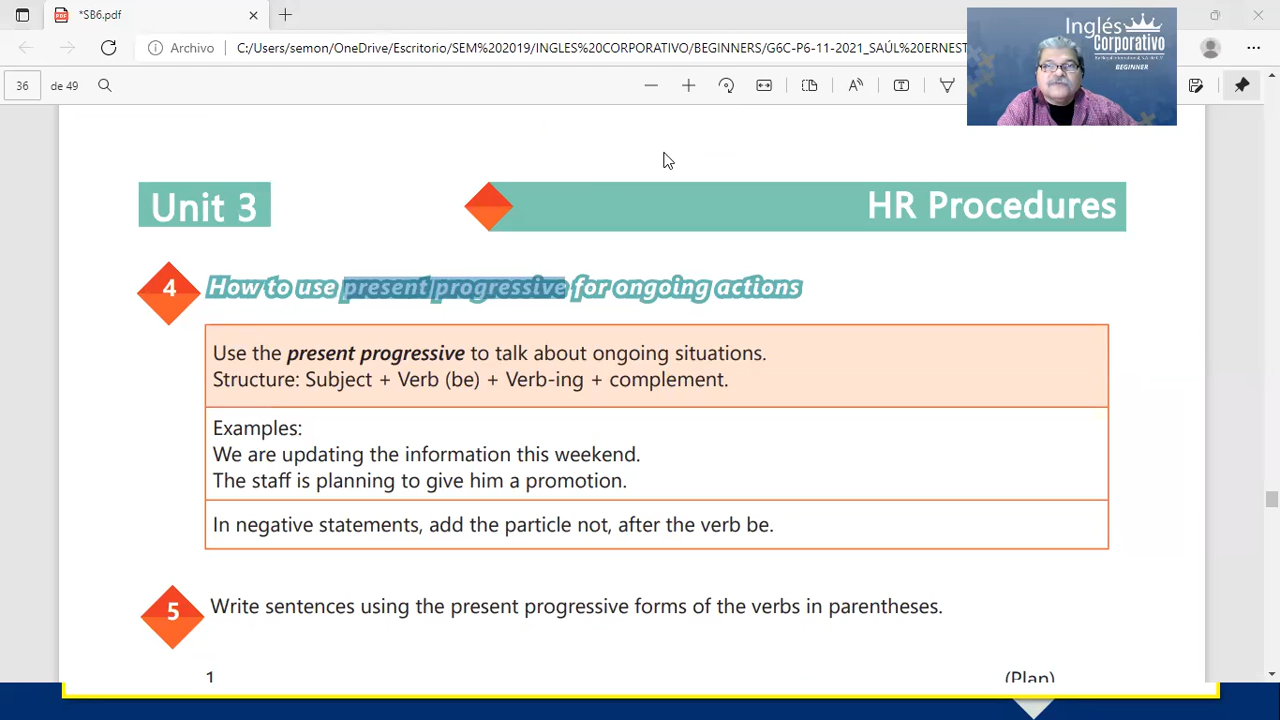 *SB6.pdf
Archivo
C:/Users/semon/OneDrive/Escritorio/SEM%202019/INGLES%20CORPORATIVO/BEGINNERS/G6C-P6-11-2021_SAÚL%20ERNEST
Inglés
Corporativo
BEGINNER
36 de 49
Unit 3
HR Procedures
4 How to use present progressive for ongoing actions
Use the present progressive to talk about ongoing situations.
Structure: Subject + Verb (be) + Verb-ing + complement.
Examples:
We are updating the information this weekend.
The staff is planning to give him a promotion.
In negative statements, add the particle not, after the verb be.
5 Write sentences using the present progressive forms of the verbs in parentheses.
1 (Plan)